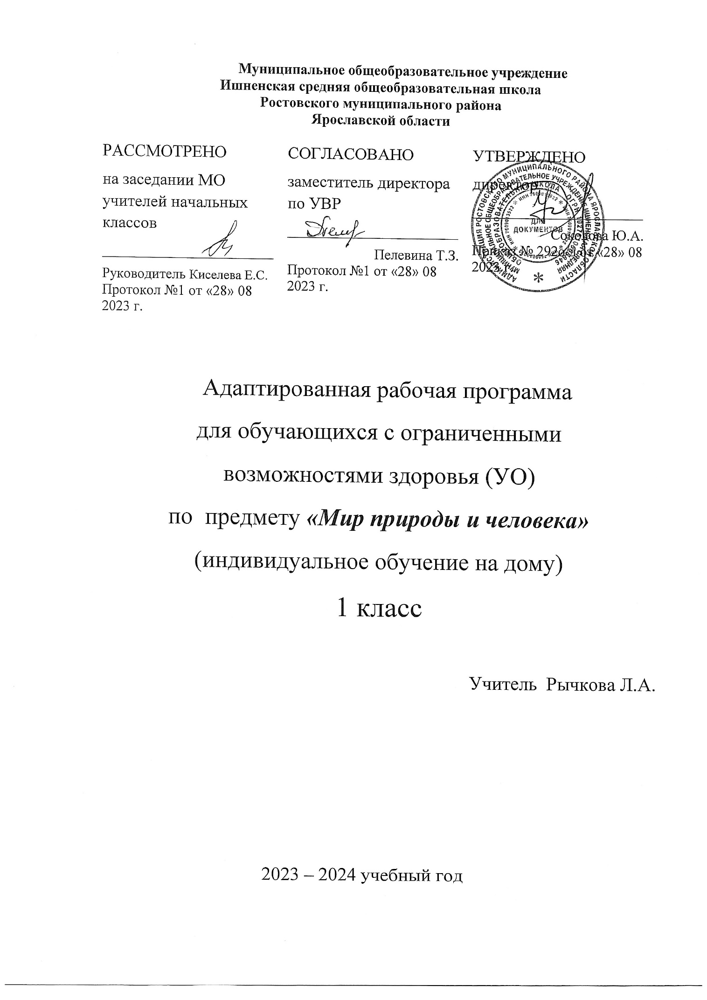 Муниципальное общеобразовательное учреждение
Ишненская средняя общеобразовательная школа
Ростовского муниципального района
Ярославской области
РАССМОТРЕНО
на заседании МО
учителей начальных
классов
Руководитель Киселева Е.С.
Протокол №1 от «28» 08
2023 г.
СОГЛАСОВАНО
заместитель директора
по УВР
Пелевина Т.З.
Протокол №1 от «28» 08
2023 г.
УТВЕРЖДЕНО
директор
Соколова Ю.А.
Приказ № от «28» 08
2023 г.
ДЛЯ
ДОКУМЕНТОВ
Адаптированная рабочая программа
для обучающихся с ограниченными
возможностями здоровья (УО)
по предмету «Мир природы и человека»
(индивидуальное обучение на дому)
1 класс
Учитель Рычкова Л.А.
2023 – 2024 учебный год